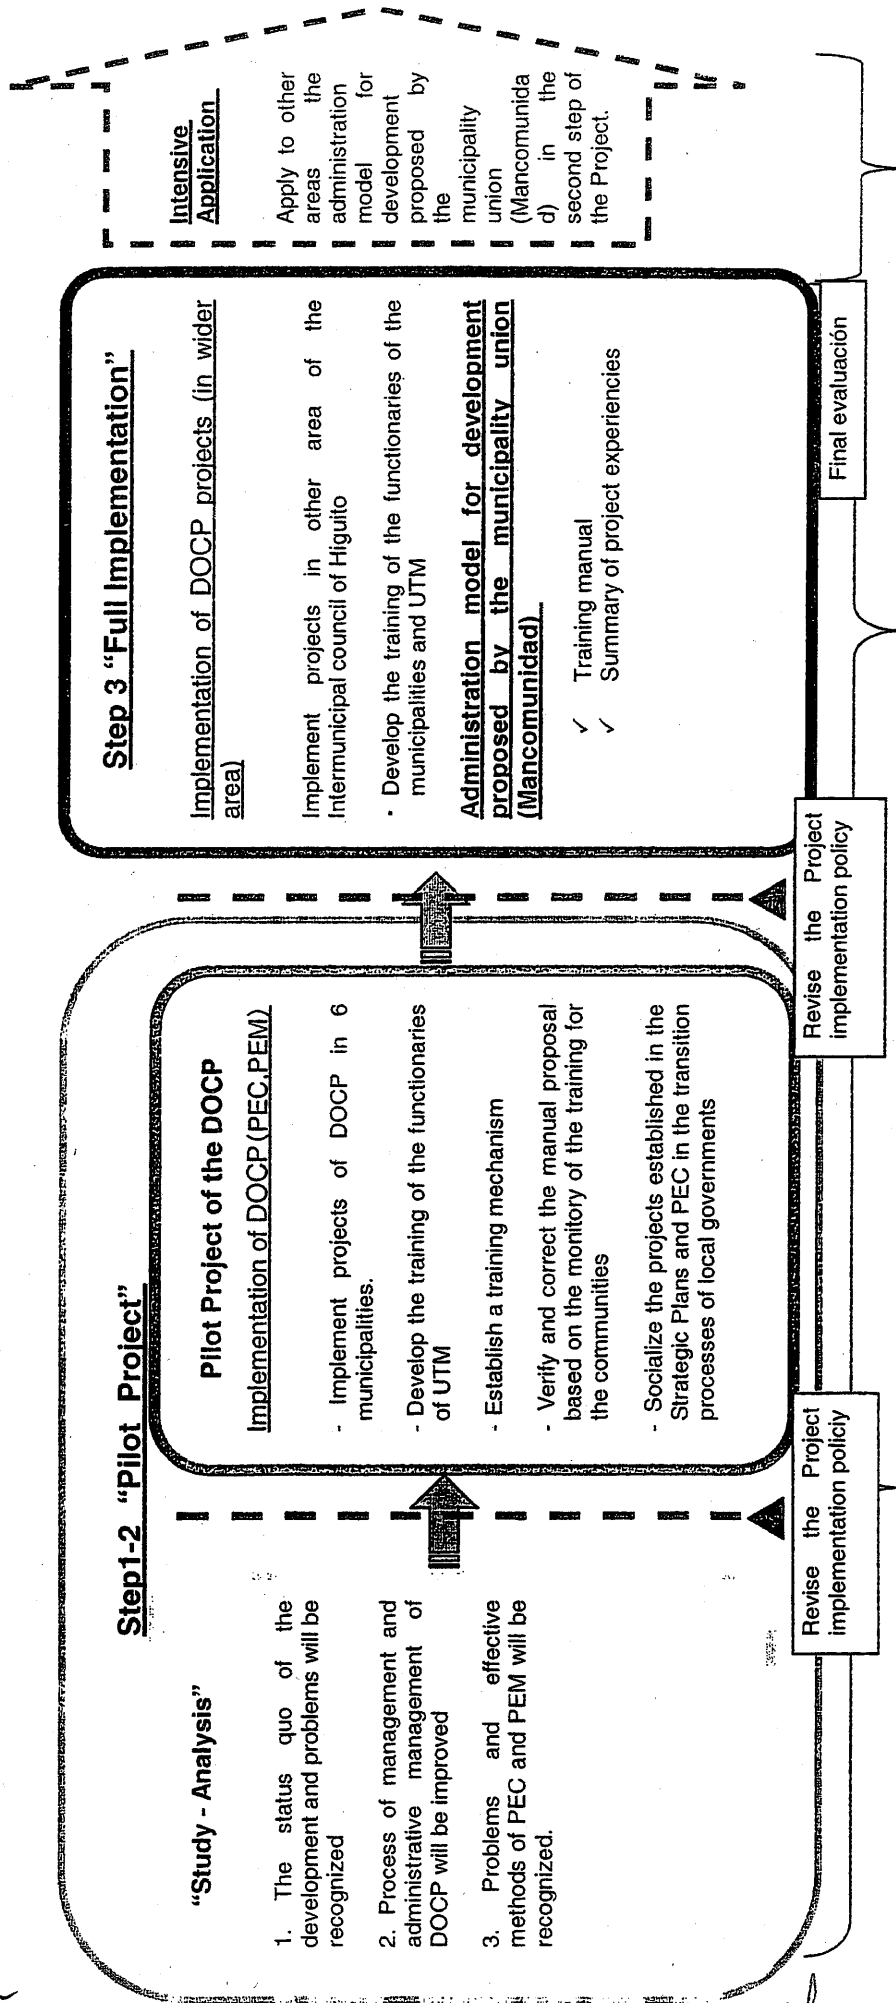 Step1-2 “Pilot Project”
“Study - Analysis”
1. The status quo of the
development and problems will be
recognized
2. Process of management and
administrative management of
DOCP will be improved
3. Problems and effective
methods of PEC and PEM will be
recognized.
Pilot Project of the DOCP
Implementation of DOCP(PEC,PEM)
- Implement projects of DOCP in 6
municipalities.
- Develop the training of the functionaries
of UTM
- Establish a training mechanism
- Verify and correct the manual proposal
based on the monitory of the training for
the communities
- Socialize the projects established in the
Strategic Plans and PEC in the transition
processes of local governments
Revise the Project
implementation policiy
Step 3 “Full Implementation”
Implementation of DOCP projects (in wider
area)
Implement projects in other area of the
Intermunicipal council of Higuito
- Develop the training of the functionaries of the
municipalities and UTM
Administration model for development
proposed by the municipality union
(Mancomunidad)
✓ Training manual
✓ Summary of project experiencies
Revise the Project
implementation policy
Final evaluación
Intensive
Application
Apply to other
areas the
administration
model for
development
proposed by
the
municipality
union
(Mancomunida
d) in the
second step of
the Project.